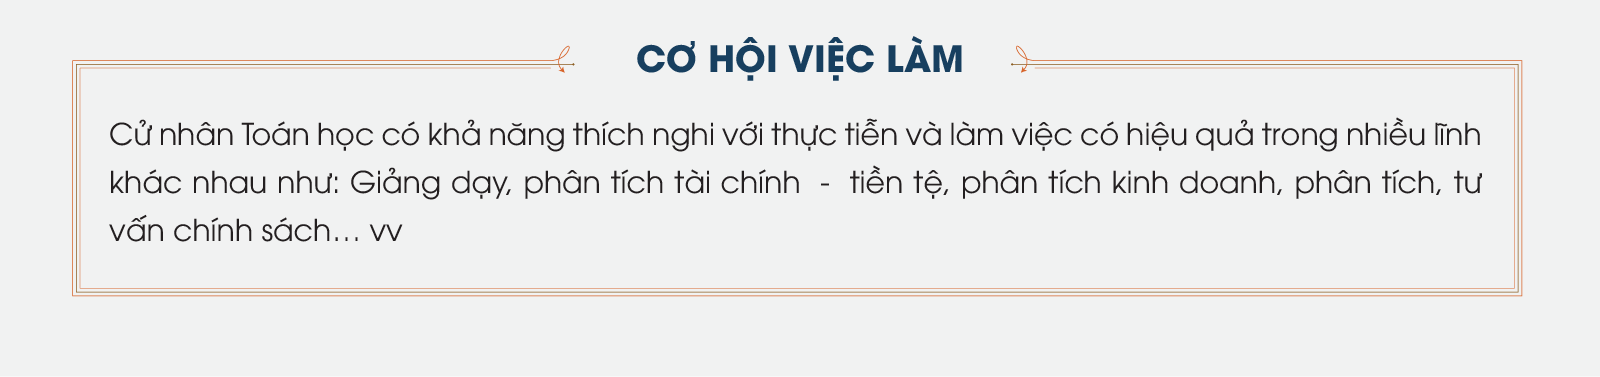 CƠ HỘI VIỆC LÀM
Cử nhân Toán học có khả năng thích nghi với thực tiễn và làm việc có hiệu quả trong nhiều lĩnh
khác nhau như: Giảng dạy, phân tích tài chính - tiền tệ, phân tích kinh doanh, phân tích, tư
vấn chính sách... vv